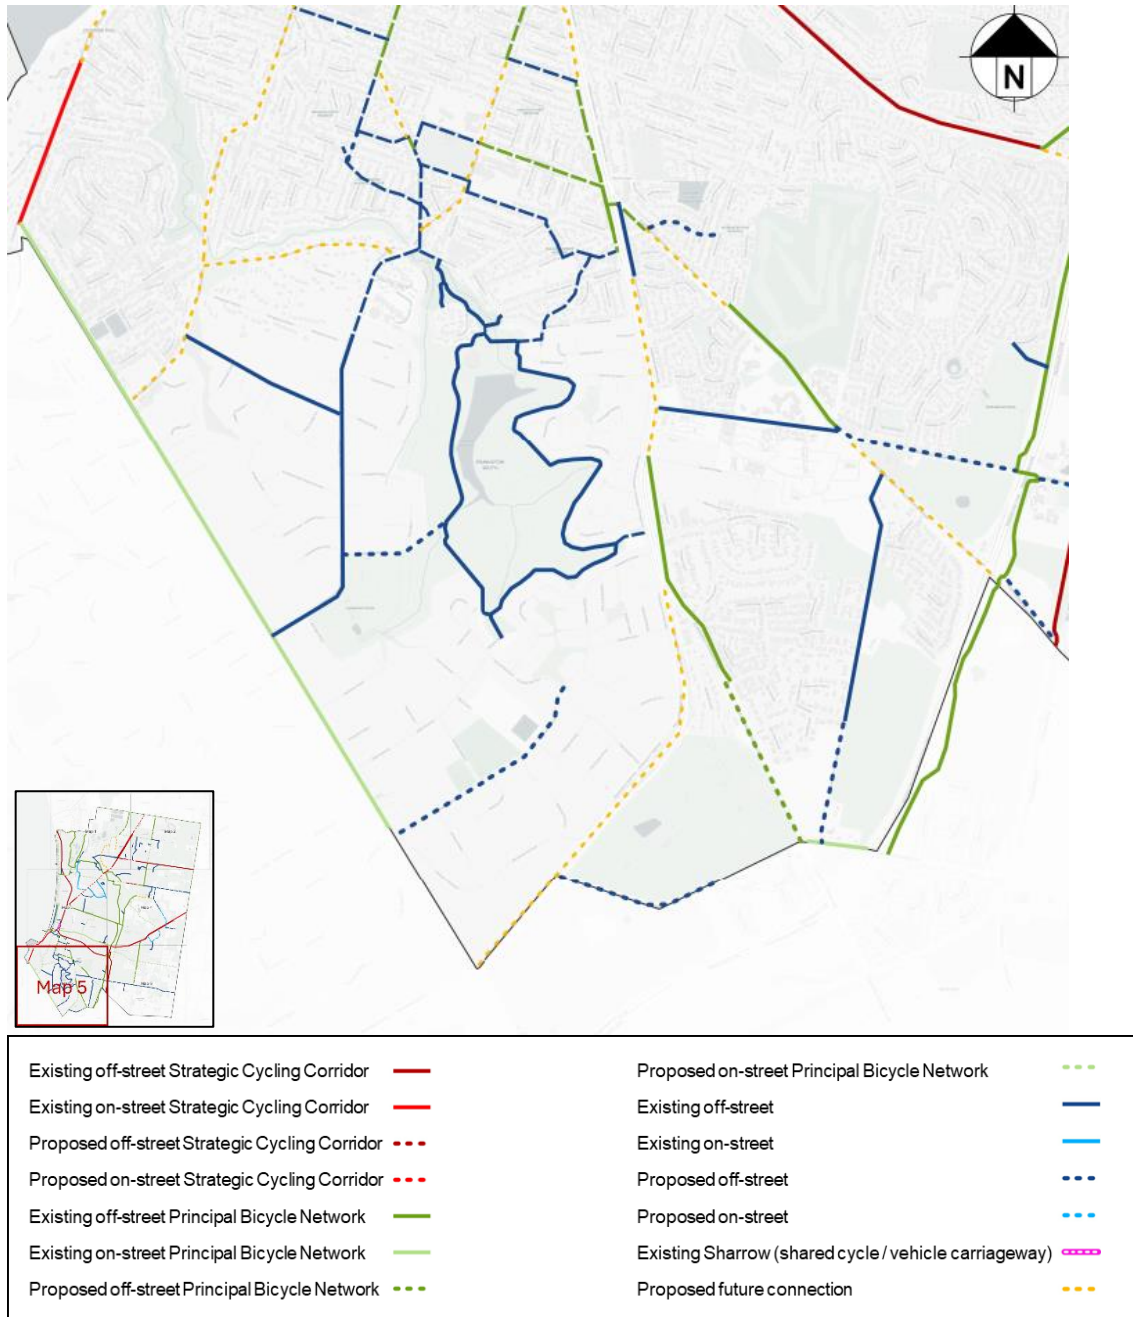 N
Map 5
Existing off-street Strategic Cycling Corridor
Existing on-street Strategic Cycling Corridor
Proposed off-street Strategic Cycling Corridor
Proposed on-street Strategic Cycling Corridor
Existing off-street Principal Bicycle Network
Existing on-street Principal Bicycle Network
Proposed off-street Principal Bicycle Network
Proposed on-street Principal Bicycle Network
Existing off-street
Existing on-street
Proposed off-street
Proposed on-street
Existing Sharrow (shared cycle / vehicle carriageway)
Proposed future connection